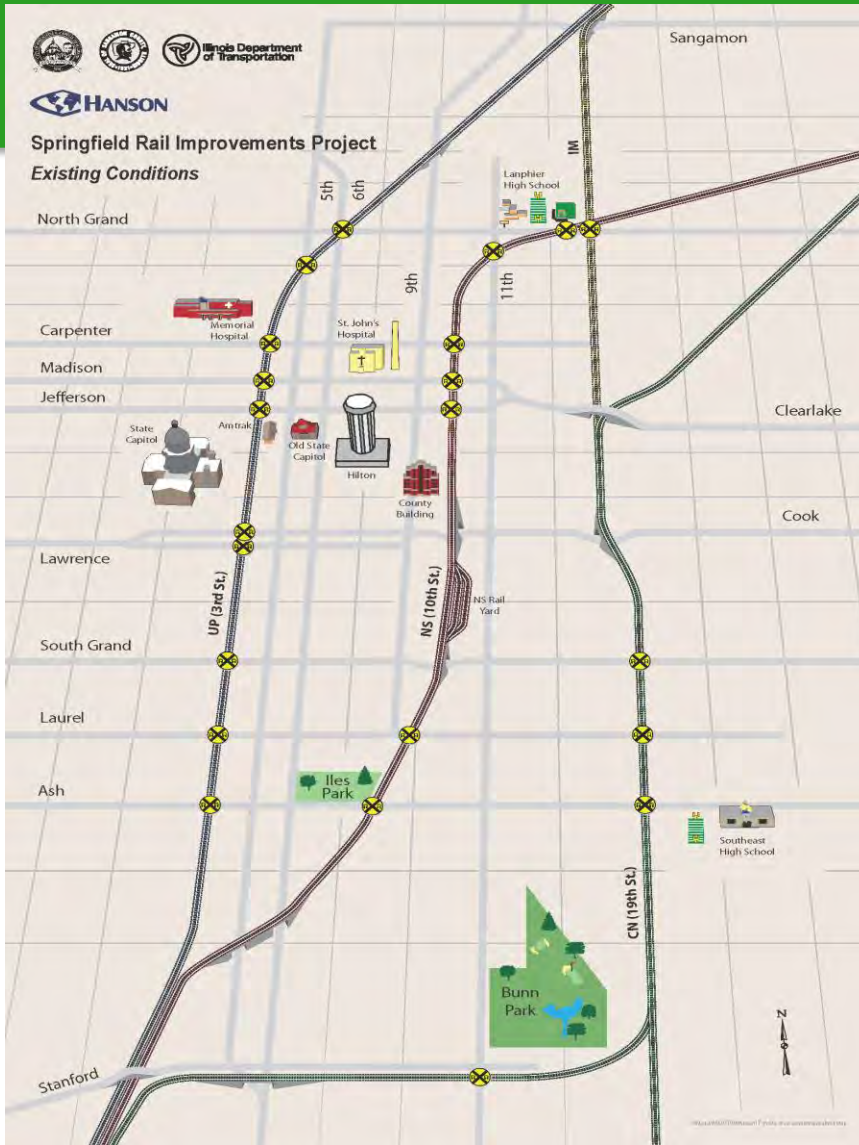 Illinois Department
of Transportation
HANSON
Springfield Rail Improvements Project
Existing Conditions
Sangamon
IM
5th
6th
Lanphier
High School
North Grand
9th
11th
Memorial
Hospital
St. John's
Hospital
Carpenter
Madison
Jefferson
Clearlake
State
Capitol
Amtrak
Old State
Capitol
Hilton
County
Building
Cook
Lawrence
UP (3rd St.)
NS (10th St.)
NS Rail
Yard
South Grand
Laurel
Ash
Iles
Park
Southeast
High School
CN (19th St.)
Bunn
Park
N
Stanford